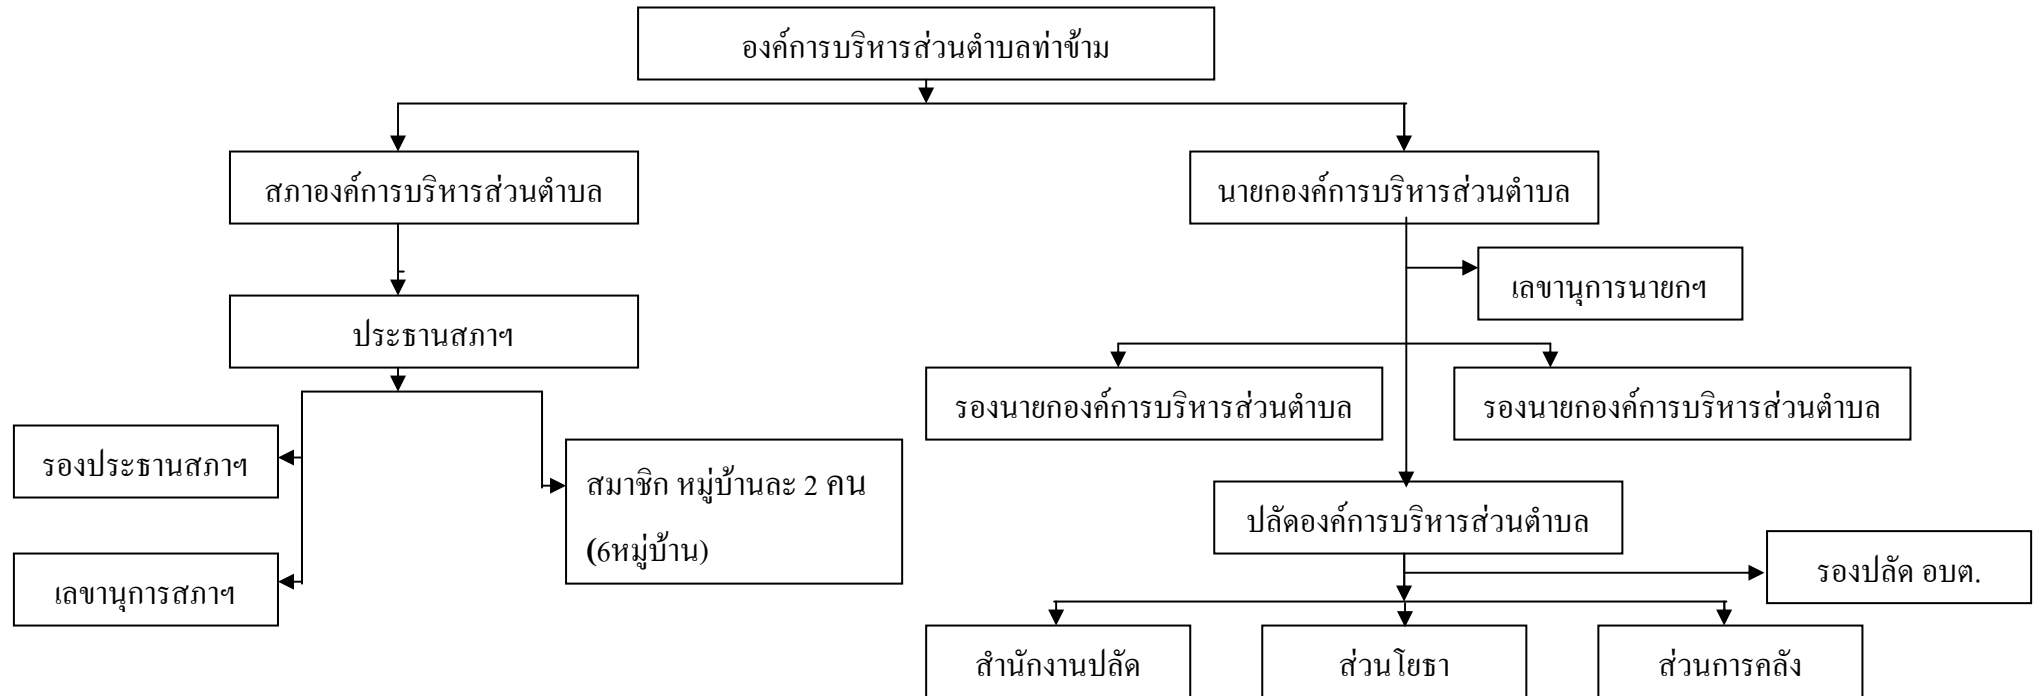 องค์การบริหารส่วนตำบลท่าข้าม
สภาองค์การบริหารส่วนตำบล
นายกองค์การบริหารส่วนตำบล
เลขานุการนายกฯ
ประธานสภาฯ
รองนายกองค์การบริหารส่วนตำบล
รองนายกองค์การบริหารส่วนตำบล
รองประธานสภาฯ
สมาชิก หมู่บ้านละ 2 คน
(6หมู่บ้าน)
ปลัดองค์การบริหารส่วนตำบล
รองปลัด อบต.
เลขานุการสภาฯ
สำนักงานปลัด
ส่วนโยธา
ส่วนการคลัง